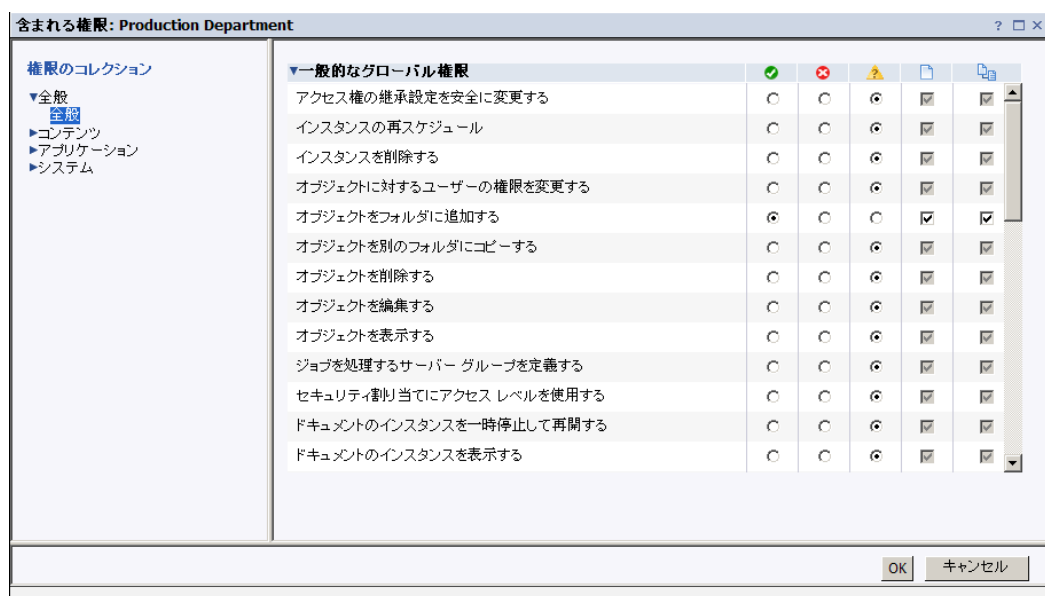 含まれる権限: Production Department
権限のコレクション
▼全般
全般
▶コンテンツ
▶アプリケーション
▶システム
▼一般的なグローバル権限
アクセス権の継承設定を安全に変更する
インスタンスの再スケジュール
インスタンスを削除する
オブジェクトに対するユーザーの権限を変更する
オブジェクトをフォルダに追加する
オブジェクトを別のフォルダにコピーする
オブジェクトを削除する
オブジェクトを編集する
オブジェクトを表示する
ジョブを処理するサーバー グループを定義する
セキュリティ割り当てにアクセス レベルを使用する
ドキュメントのインスタンスを一時停止して再開する
ドキュメントのインスタンスを表示する
OK
キャンセル